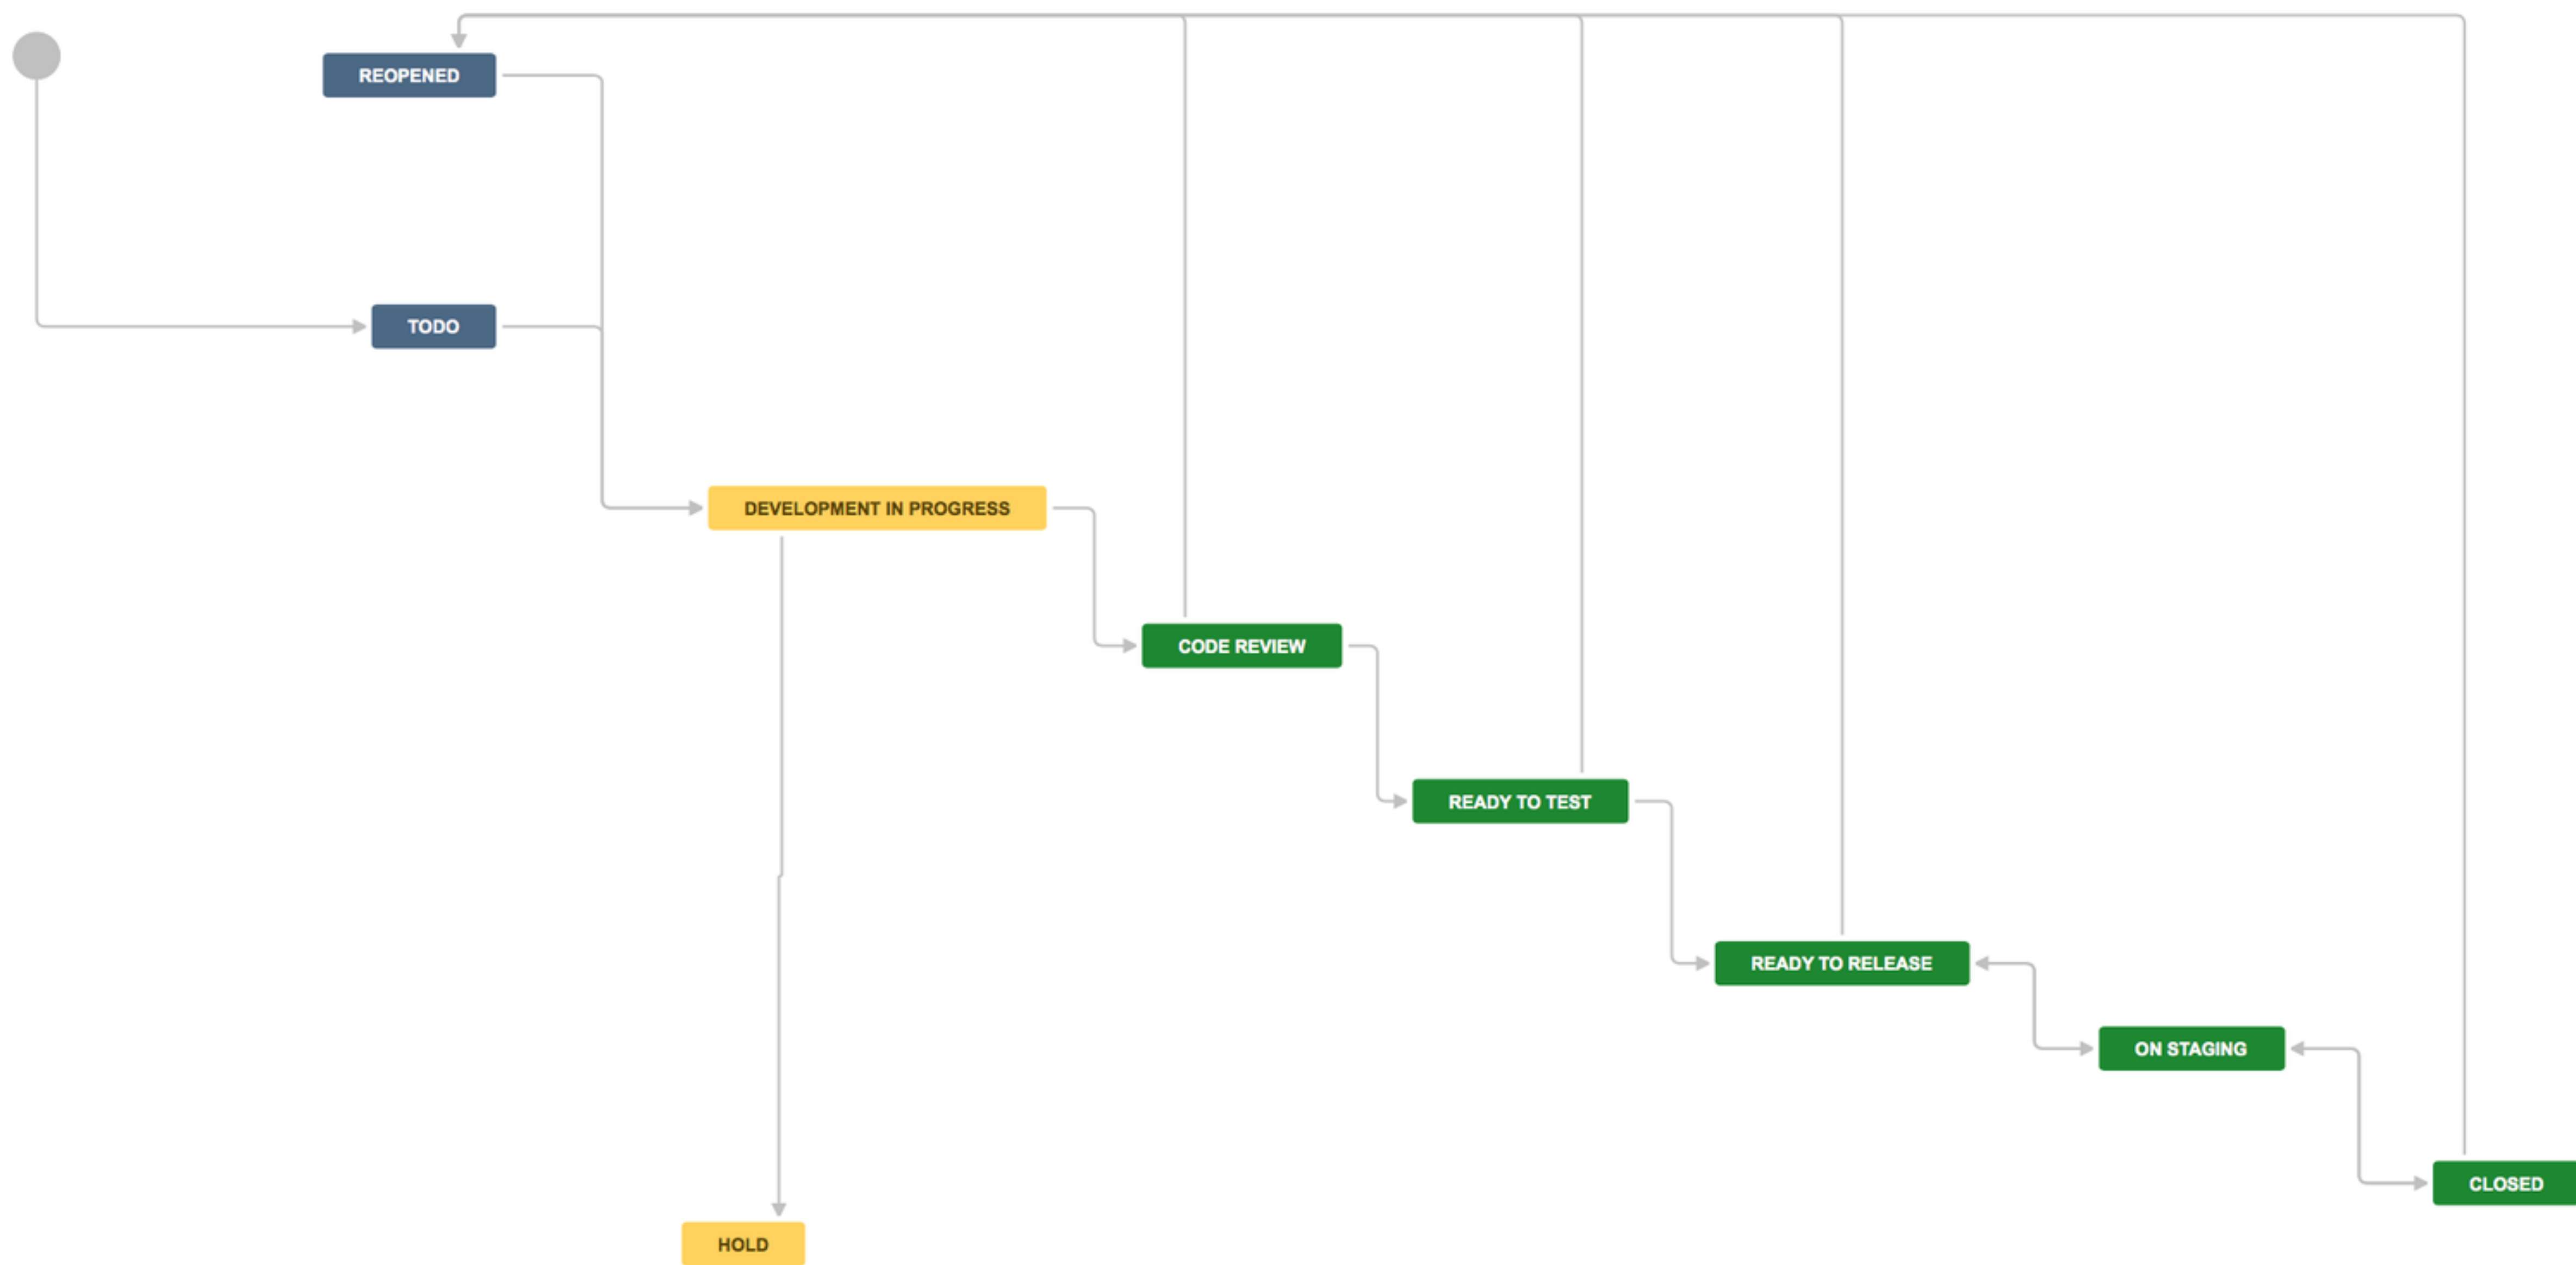 REOPENED
TODO
DEVELOPMENT IN PROGRESS
CODE REVIEW
READY TO TEST
READY TO RELEASE
ON STAGING
CLOSED
HOLD